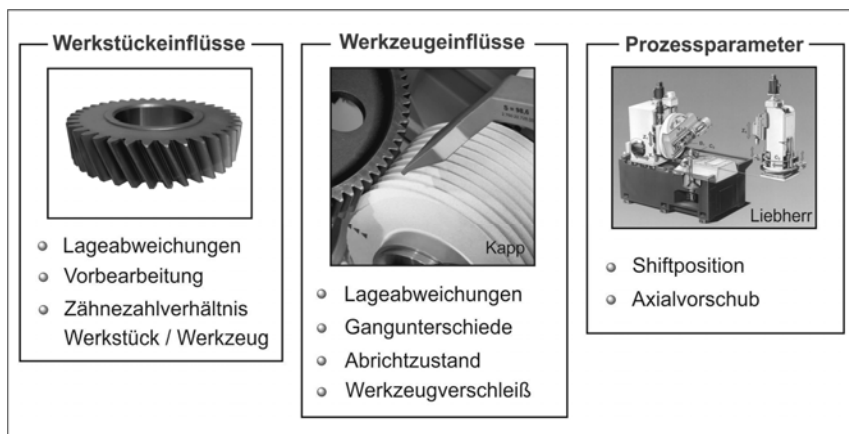 Werkstückeinflüsse
Lageabweichungen
Vorbearbeitung
Zähnezahlverhältnis
Werkstück / Werkzeug
Werkzeugeinflüsse
Kapp
Lageabweichungen
Gangunterschiede
Abrichtzustand
Werkzeugverschleiß
Prozessparameter
Liebherr
Shiftposition
Axialvorschub